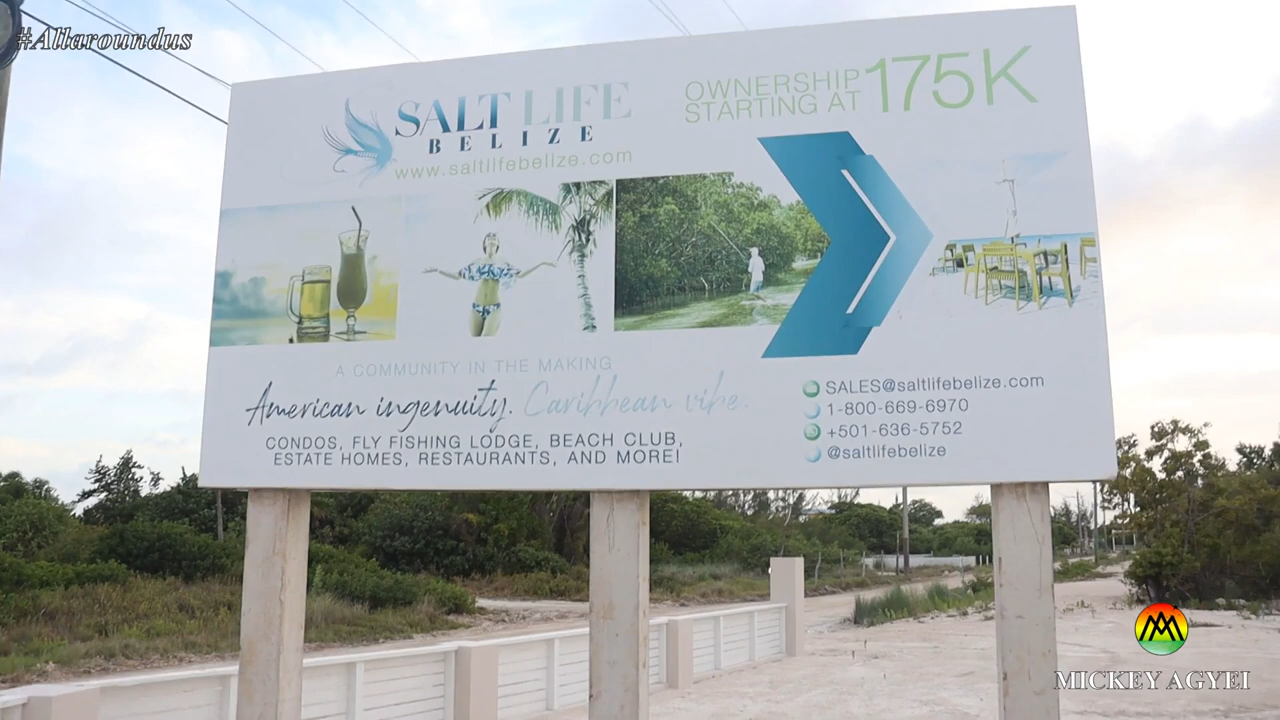 #Allaroundus
SALT LIFE
BELIZE
www.saltlifebelize.com
OWNERSHIP
STARTING AT 175K
A COMMUNITY IN THE MAKING
American ingenuity. Caribbean vibe.
CONDOS, FLY FISHING LODGE, BEACH CLUB,
ESTATE HOMES, RESTAURANTS, AND MORE!
SALES@saltlifebelize.com
1-800-669-6970
+501-636-5752
@saltlifebelize
MICKEY AGYEI